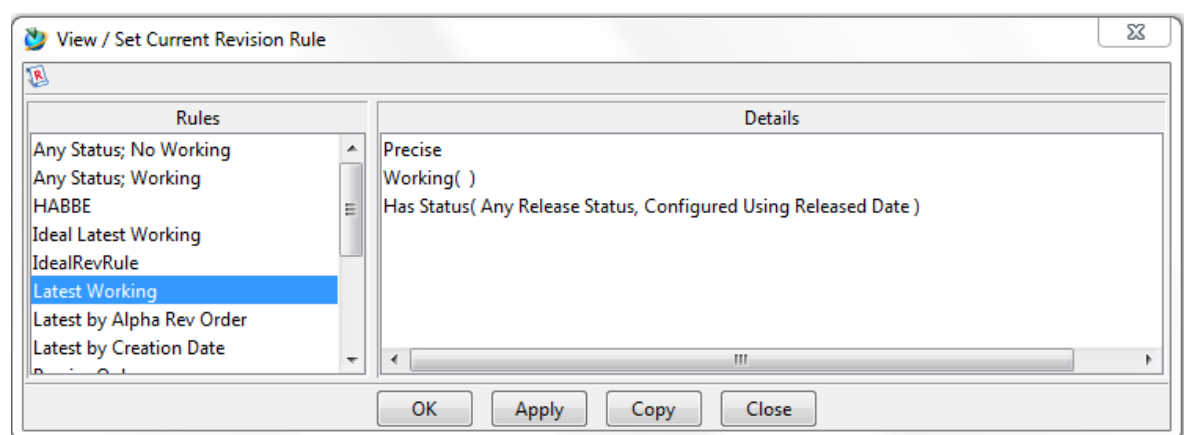 View / Set Current Revision Rule
Rules
Details
Any Status; No Working
Any Status; Working
HABBE
Ideal Latest Working
IdealRevRule
Latest Working
Latest by Alpha Rev Order
Latest by Creation Date
Precise
Working( )
Has Status( Any Release Status, Configured Using Released Date )
OK
Apply
Copy
Close